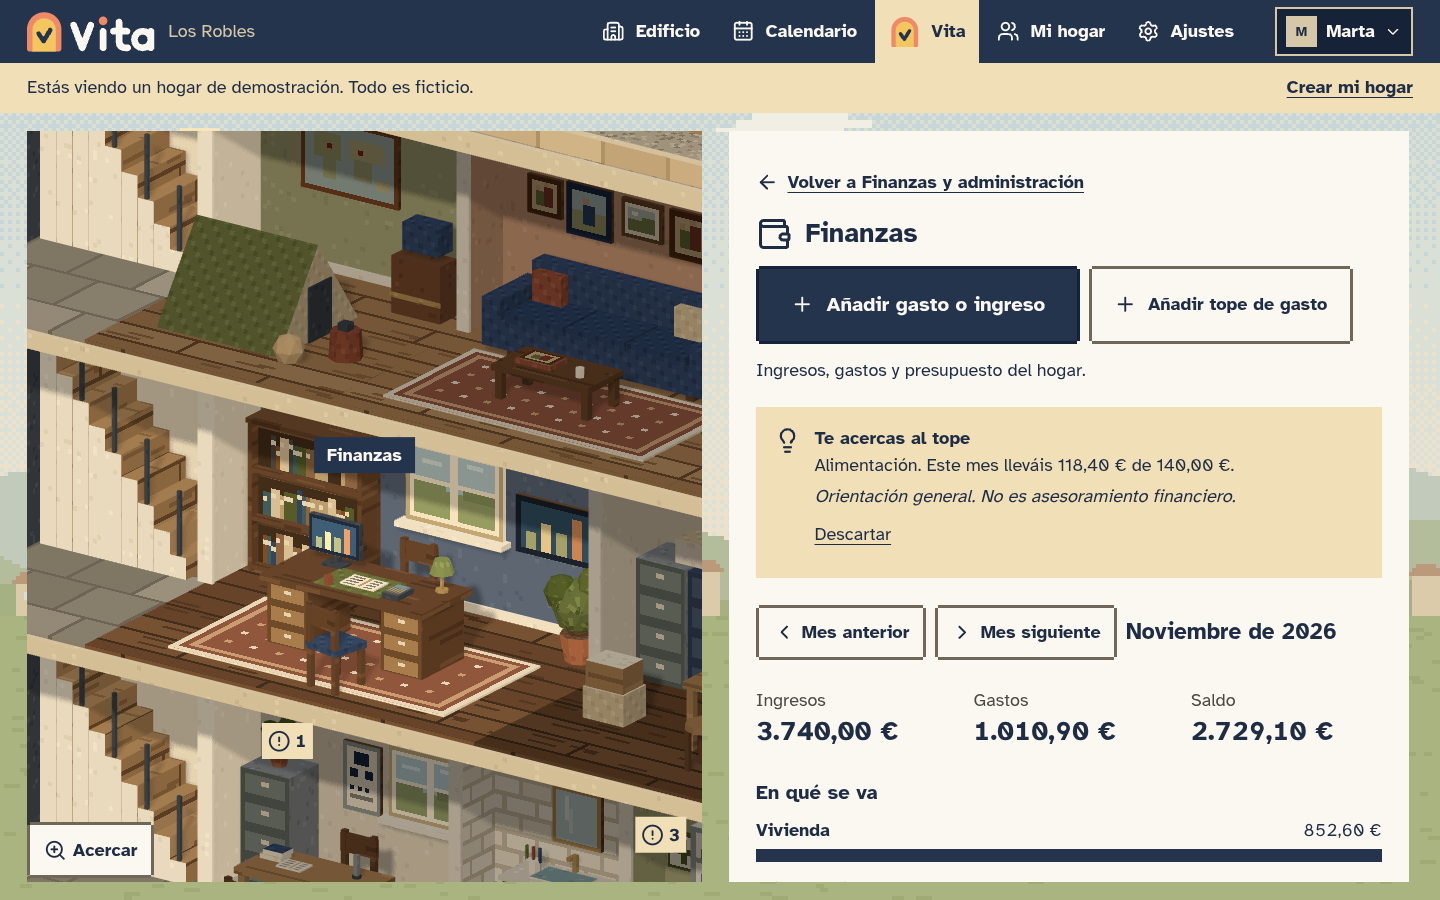 Vita
Los Robles
Edificio
Calendario
Vita
Mi hogar
Ajustes
M
Marta
Estás viendo un hogar de demostración. Todo es ficticio.
Crear mi hogar
Finanzas
1
3
Acercar
Volver a Finanzas y administración
Finanzas
Añadir gasto o ingreso
Añadir tope de gasto
Ingresos, gastos y presupuesto del hogar.
Te acercas al tope
Alimentación. Este mes lleváis 118,40 € de 140,00 €.
Orientación general. No es asesoramiento financiero.
Descartar
Mes anterior
Mes siguiente
Noviembre de 2026
Ingresos
Gastos
Saldo
3.740,00 €
1.010,90 €
2.729,10 €
En qué se va
Vivienda
852,60 €